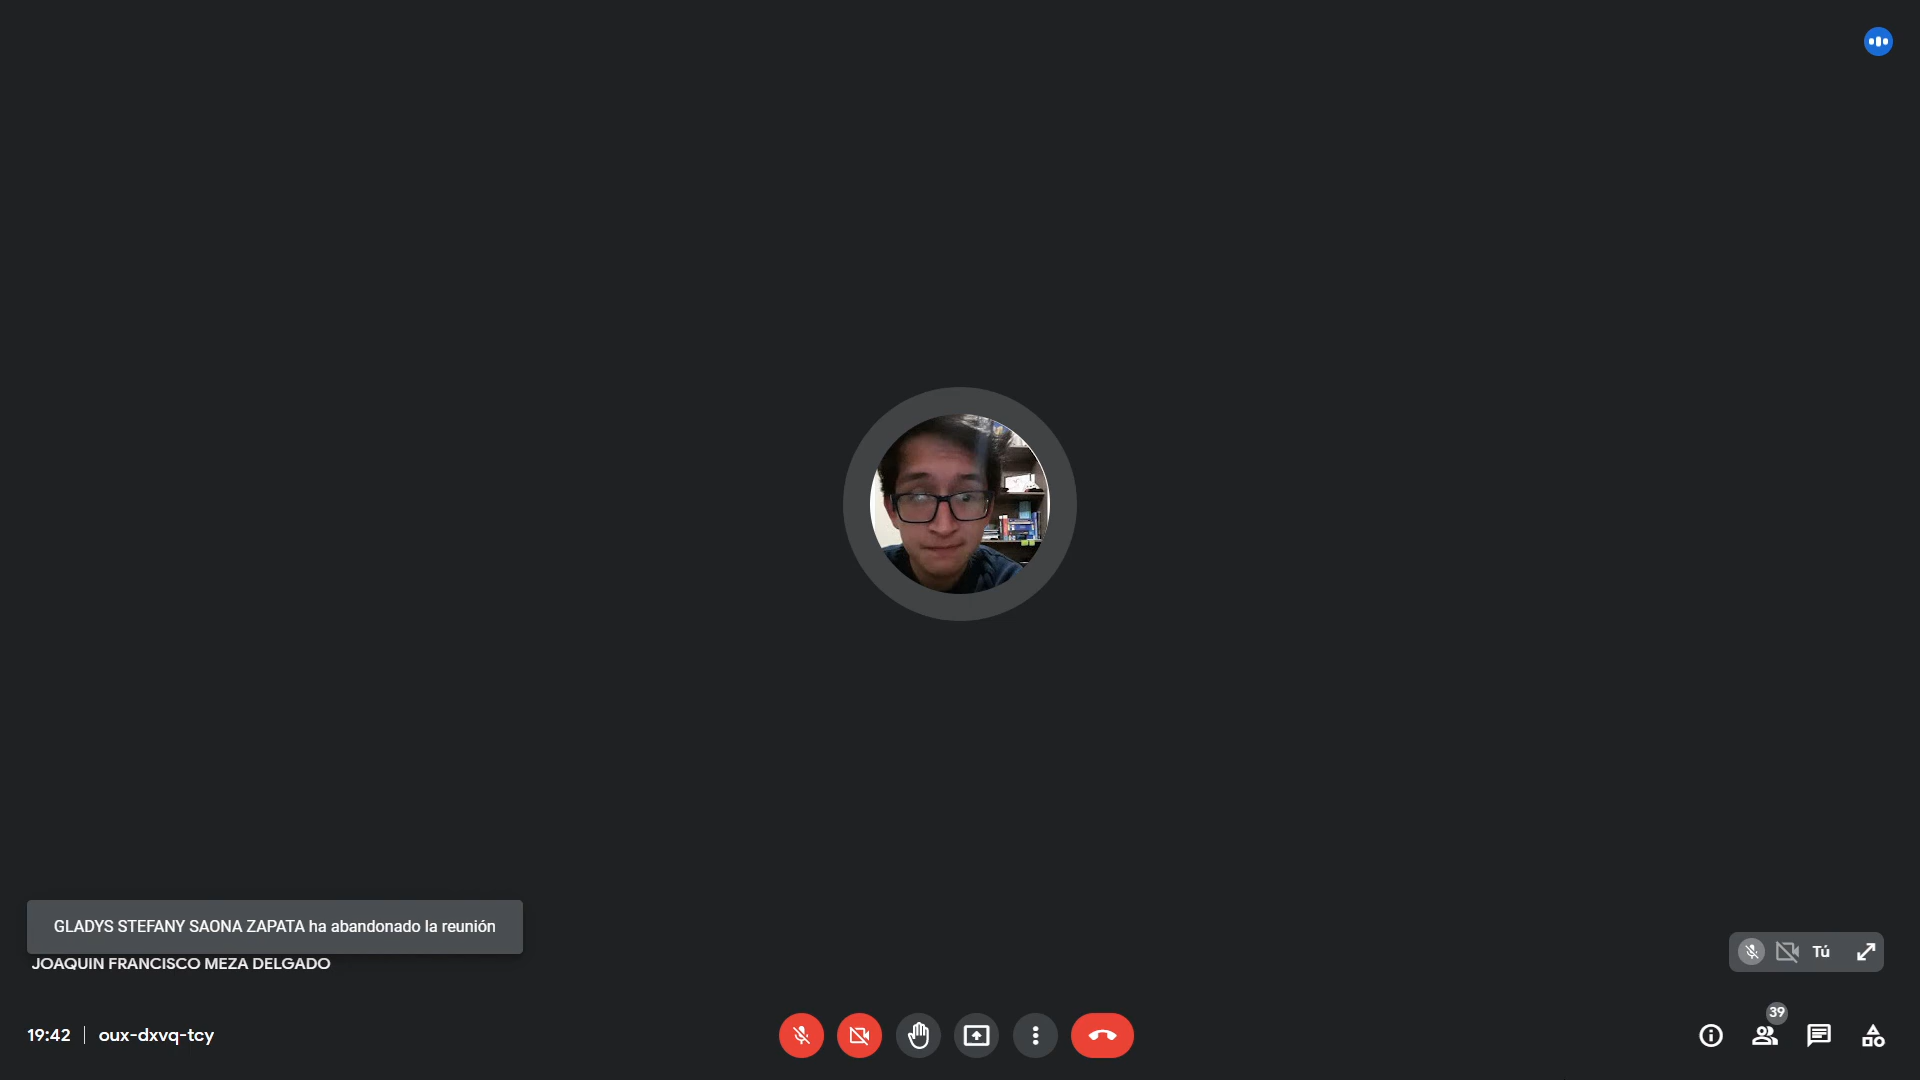 GLADYS STEFANY SAONA ZAPATA ha abandonado la reunión
JOAQUIN FRANCISCO MEZA DELGADO
Tú
39
19:42 | oux-dxvq-tcy